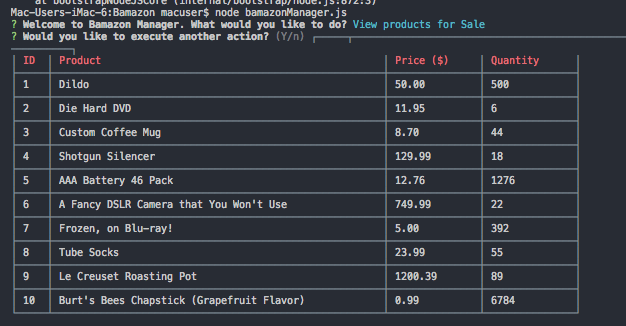 at bootstrapNodeJSCore (internal/bootstrap/node.js:872:3)
Mac-Users-iMac-6:Bamazon macuser$ node bamazonManager.js
? Welcome to Bamazon Manager. What would you like to do? View products for Sale
? Would you like to execute another action? (Y/n)
ID Product Price ($) Quantity
1 Dildo 50.00 500
2 Die Hard DVD 11.95 6
3 Custom Coffee Mug 8.70 44
4 Shotgun Silencer 129.99 18
5 AAA Battery 46 Pack 12.76 1276
6 A Fancy DSLR Camera that You Won't Use 749.99 22
7 Frozen, on Blu-ray! 5.00 392
8 Tube Socks 23.99 55
9 Le Creuset Roasting Pot 1200.39 89
10 Burt's Bees Chapstick (Grapefruit Flavor) 0.99 6784